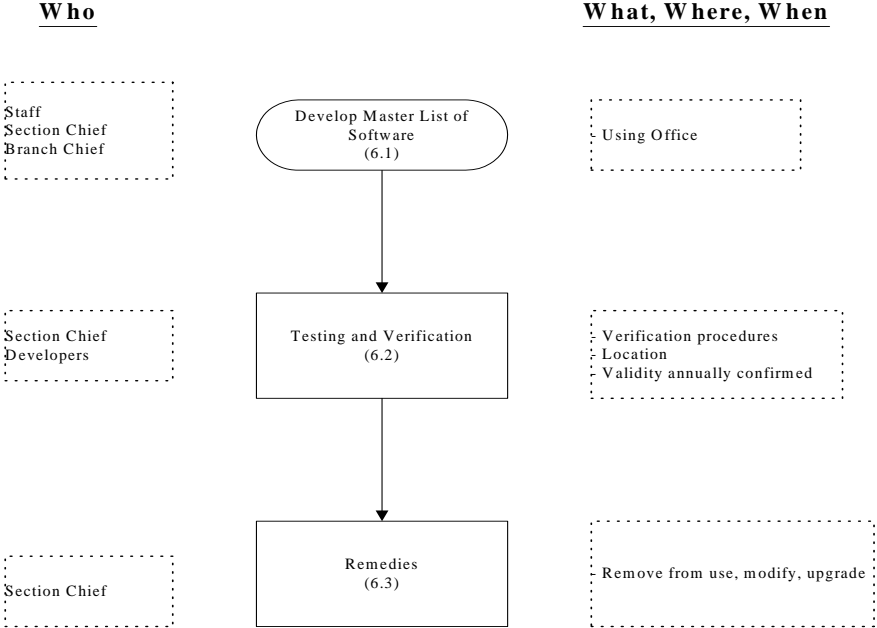 Who
What, Where, When
Staff
Section Chief
Branch Chief
Develop Master List of
Software
(6.1)
- Using Office
Section Chief
Developers
Testing and Verification
(6.2)
- Verification procedures
- Location
- Validity annually confirmed
Section Chief
Remedies
(6.3)
- Remove from use, modify, upgrade